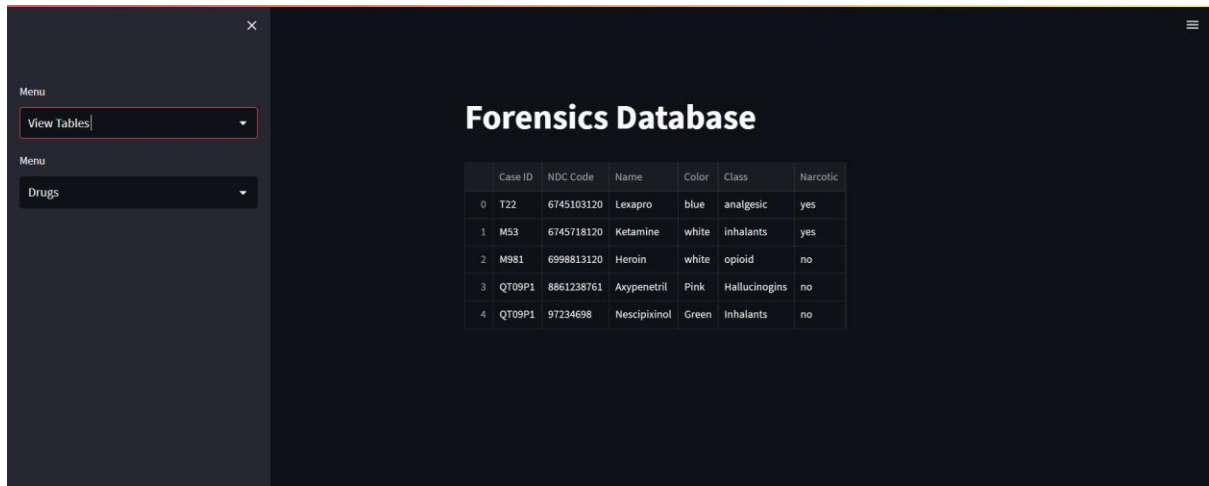 Menu
View Tables
Menu
Drugs
Forensics Database
Case ID NDC Code Name Color Class Narcotic
0 T22 6745103120 Lexapro blue analgesic yes
1 M53 6745718120 Ketamine white inhalants yes
2 M981 6998813120 Heroin white opioid no
3 QT09P1 8861238761 Axypenetril Pink Hallucinogins no
4 QT09P1 97234698 Nescipixinol Green Inhalants no